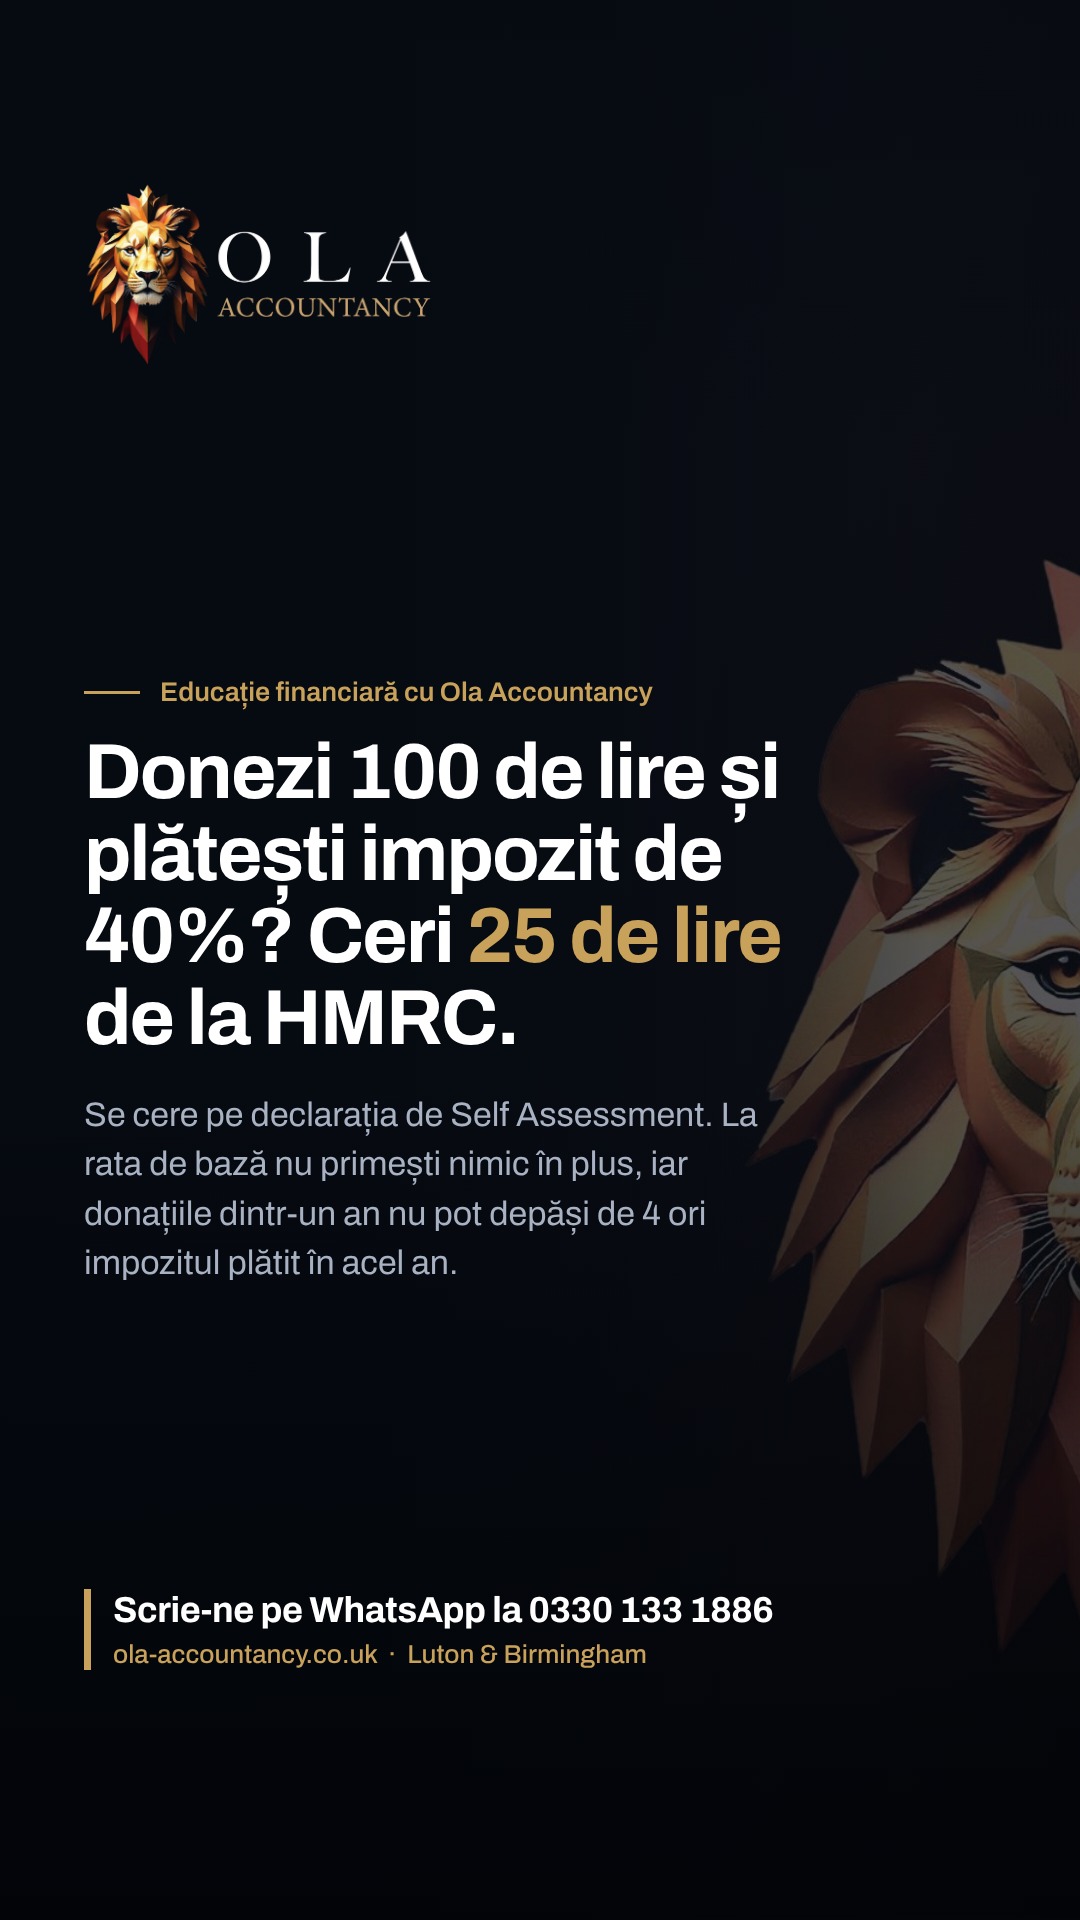 OLA
ACCOUNTANCY
Educație financiară cu Ola Accountancy
Donezi 100 de lire și
plătești impozit de
40%? Ceri 25 de lire
de la HMRC.
Se cere pe declarația de Self Assessment. La
rata de bază nu primești nimic în plus, iar
donațiile dintr-un an nu pot depăși de 4 ori
impozitul plătit în acel an.
Scrie-ne pe WhatsApp la 0330 133 1886
ola-accountancy.co.uk · Luton & Birmingham